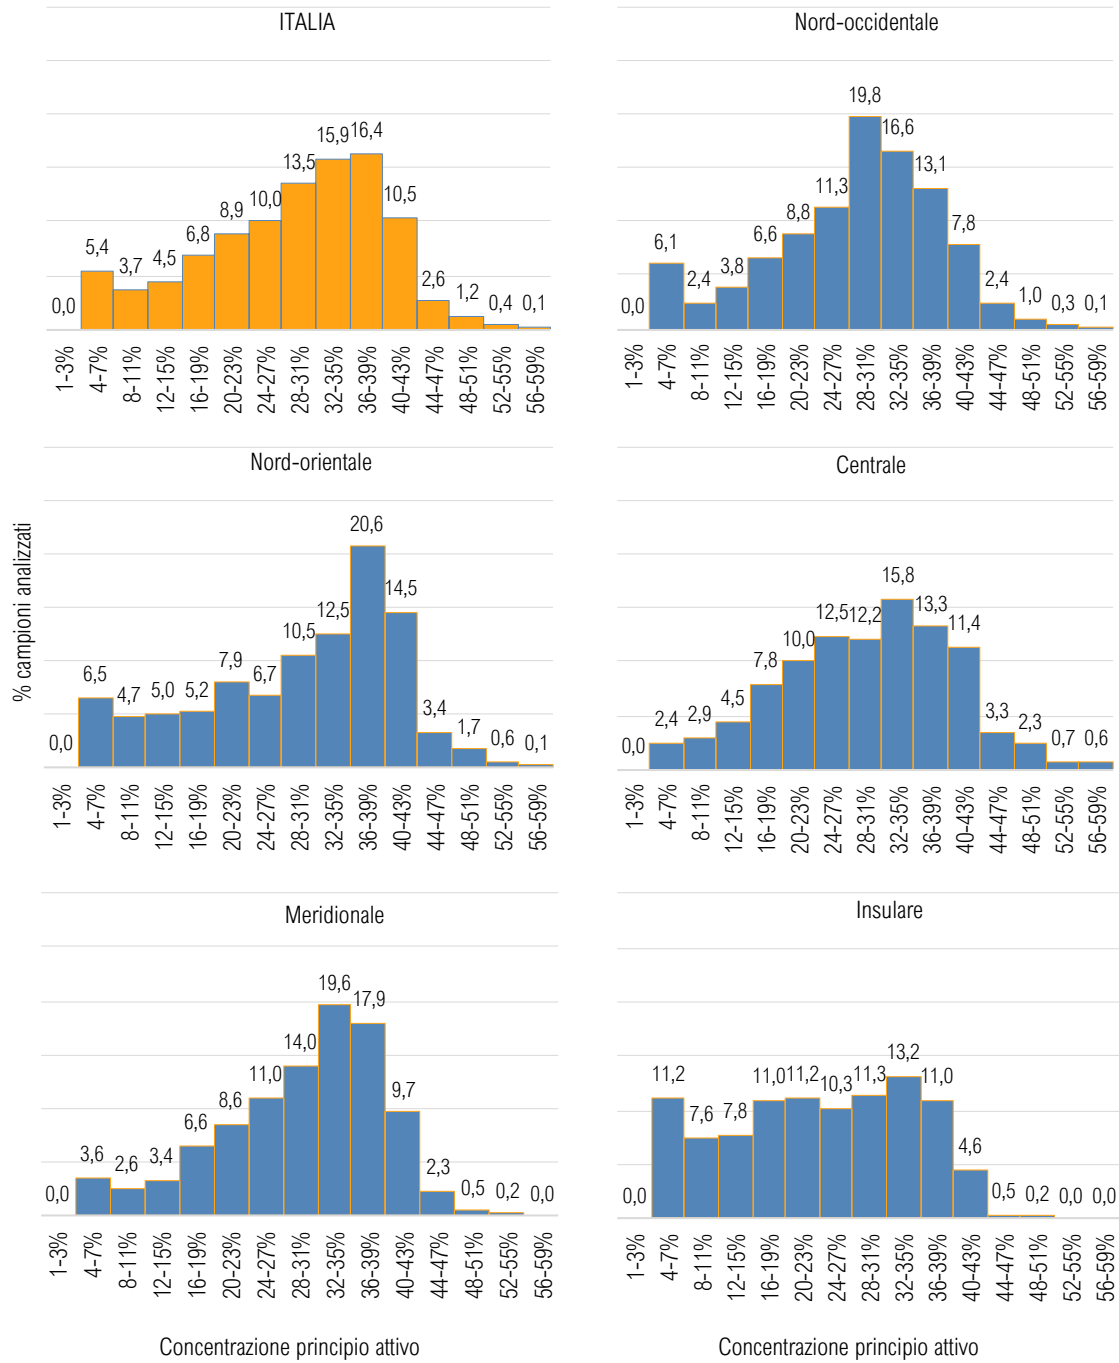 ITALIA
0,0 5,4 3,7 4,5 6,8 8,9 10,0 13,5 15,9 16,4 10,5 2,6 1,2 0,4 0,1
1-3% 4-7% 8-11% 12-15% 16-19% 20-23% 24-27% 28-31% 32-35% 36-39% 40-43% 44-47% 48-51% 52-55% 56-59%
Nord-occidentale
0,0 6,1 2,4 3,8 6,6 8,8 11,3 19,8 16,6 13,1 7,8 2,4 1,0 0,3 0,1
1-3% 4-7% 8-11% 12-15% 16-19% 20-23% 24-27% 28-31% 32-35% 36-39% 40-43% 44-47% 48-51% 52-55% 56-59%
% campioni analizzati
Nord-orientale
0,0 6,5 4,7 5,0 5,2 7,9 6,7 10,5 12,5 20,6 14,5 3,4 1,7 0,6 0,1
1-3% 4-7% 8-11% 12-15% 16-19% 20-23% 24-27% 28-31% 32-35% 36-39% 40-43% 44-47% 48-51% 52-55% 56-59%
Centrale
0,0 2,4 2,9 4,5 7,8 10,0 12,5 12,2 15,8 13,3 11,4 3,3 2,3 0,7 0,6
1-3% 4-7% 8-11% 12-15% 16-19% 20-23% 24-27% 28-31% 32-35% 36-39% 40-43% 44-47% 48-51% 52-55% 56-59%
Meridionale
0,0 3,6 2,6 3,4 6,6 8,6 11,0 14,0 19,6 17,9 9,7 2,3 0,5 0,2 0,0
1-3% 4-7% 8-11% 12-15% 16-19% 20-23% 24-27% 28-31% 32-35% 36-39% 40-43% 44-47% 48-51% 52-55% 56-59%
Concentrazione principio attivo
Insulare
0,0 11,2 7,6 7,8 11,0 11,2 10,3 11,3 13,2 11,0 4,6 0,5 0,2 0,0 0,0
1-3% 4-7% 8-11% 12-15% 16-19% 20-23% 24-27% 28-31% 32-35% 36-39% 40-43% 44-47% 48-51% 52-55% 56-59%
Concentrazione principio attivo